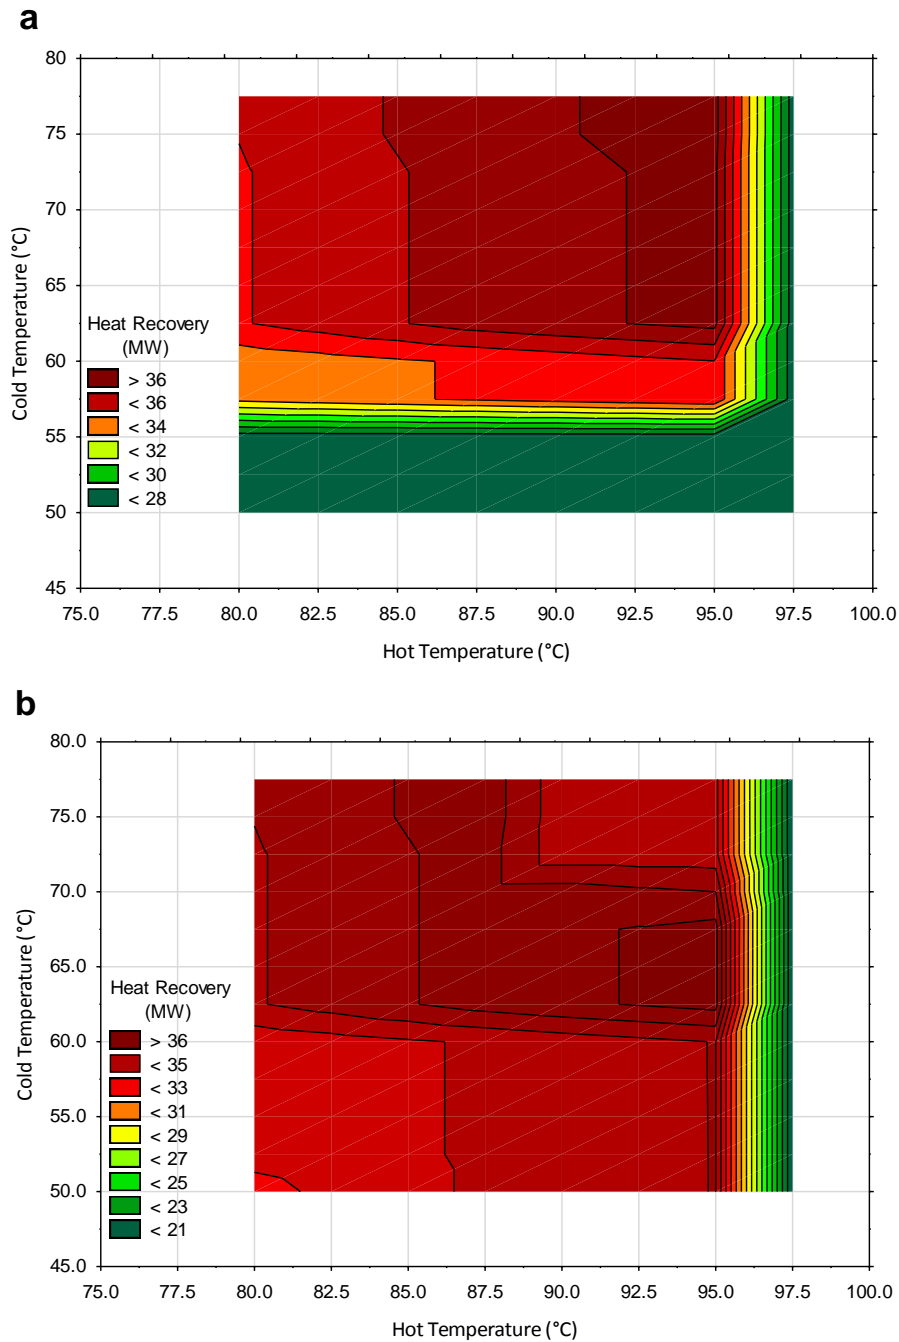 a
80
75
70
65
60
55
50
45
Cold Temperature (°C)
Heat Recovery
(MW)
> 36
< 36
< 34
< 32
< 30
< 28
75.0 77.5 80.0 82.5 85.0 87.5 90.0 92.5 95.0 97.5 100.0
Hot Temperature (°C)
b
80.0
75.0
70.0
65.0
60.0
55.0
50.0
45.0
Cold Temperature (°C)
Heat Recovery
(MW)
> 36
< 35
< 33
< 31
< 29
< 27
< 25
< 23
< 21
75.0 77.5 80.0 82.5 85.0 87.5 90.0 92.5 95.0 97.5 100.0
Hot Temperature (°C)